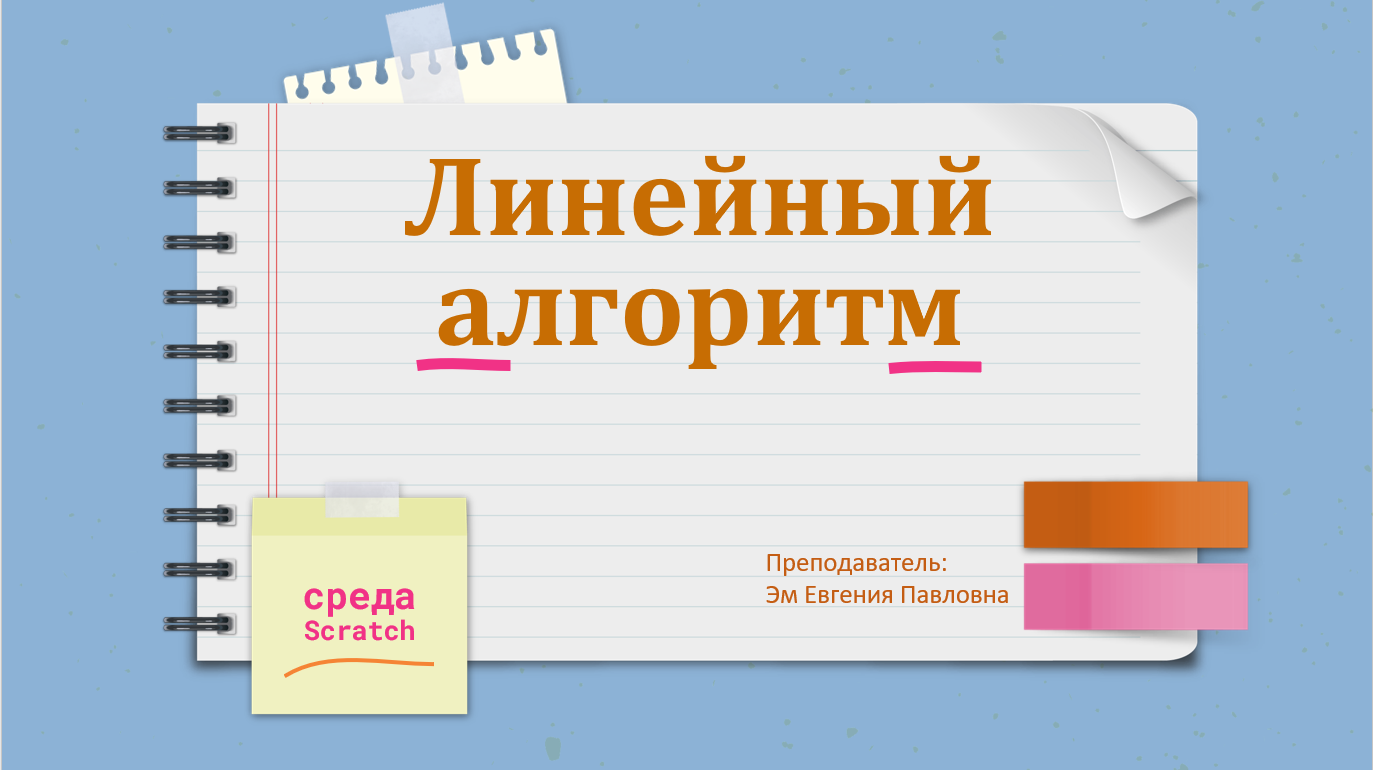 Линейный
алгоритм
среда
Scratch
Преподаватель:
Эм Евгения Павловна